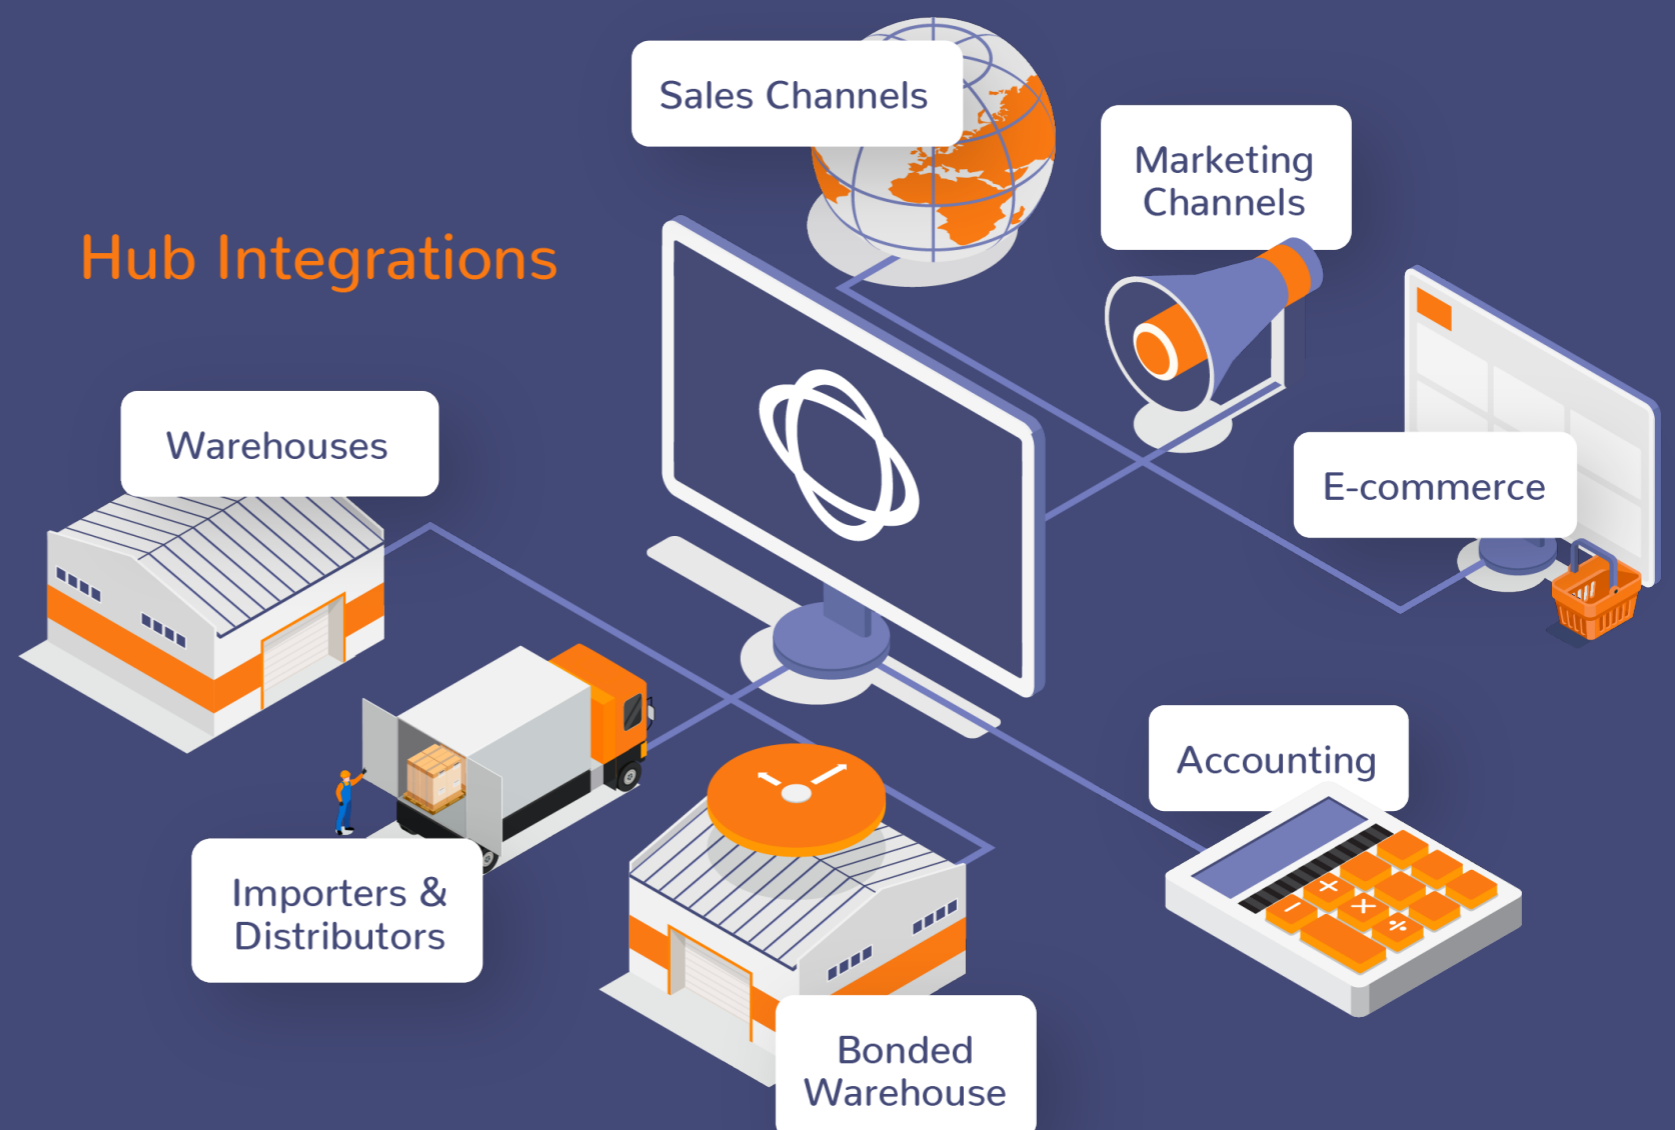 Sales Channels
Marketing
Channels
Hub Integrations
Warehouses
E-commerce
Accounting
Importers &
Distributors
Bonded
Warehouse